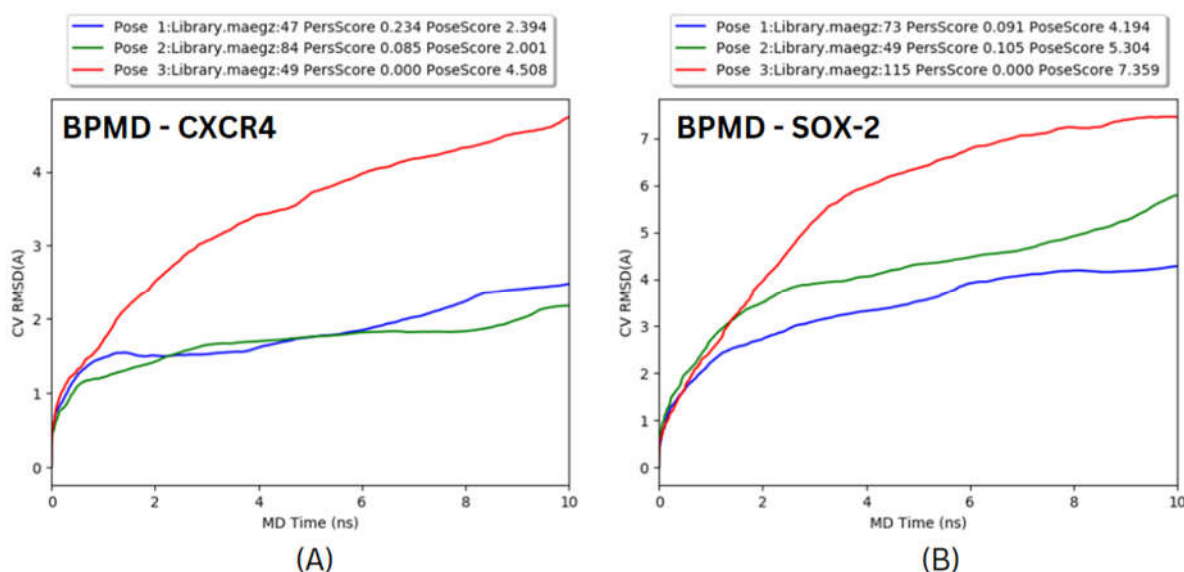 Pose 1:Library.maegz:47 PersScore 0.234 PoseScore 2.394
Pose 2:Library.maegz:84 PersScore 0.085 PoseScore 2.001
Pose 3:Library.maegz:49 PersScore 0.000 PoseScore 4.508
BPMD - CXCR4
4
3
2
1
0
CV RMSD(A)
0 2 4 6 8 10
MD Time (ns)
(A)
Pose 1:Library.maegz:73 PersScore 0.091 PoseScore 4.194
Pose 2:Library.maegz:49 PersScore 0.105 PoseScore 5.304
Pose 3:Library.maegz:115 PersScore 0.000 PoseScore 7.359
BPMD - SOX-2
7
6
5
4
3
2
1
0
CV RMSD(A)
0 2 4 6 8 10
MD Time (ns)
(B)